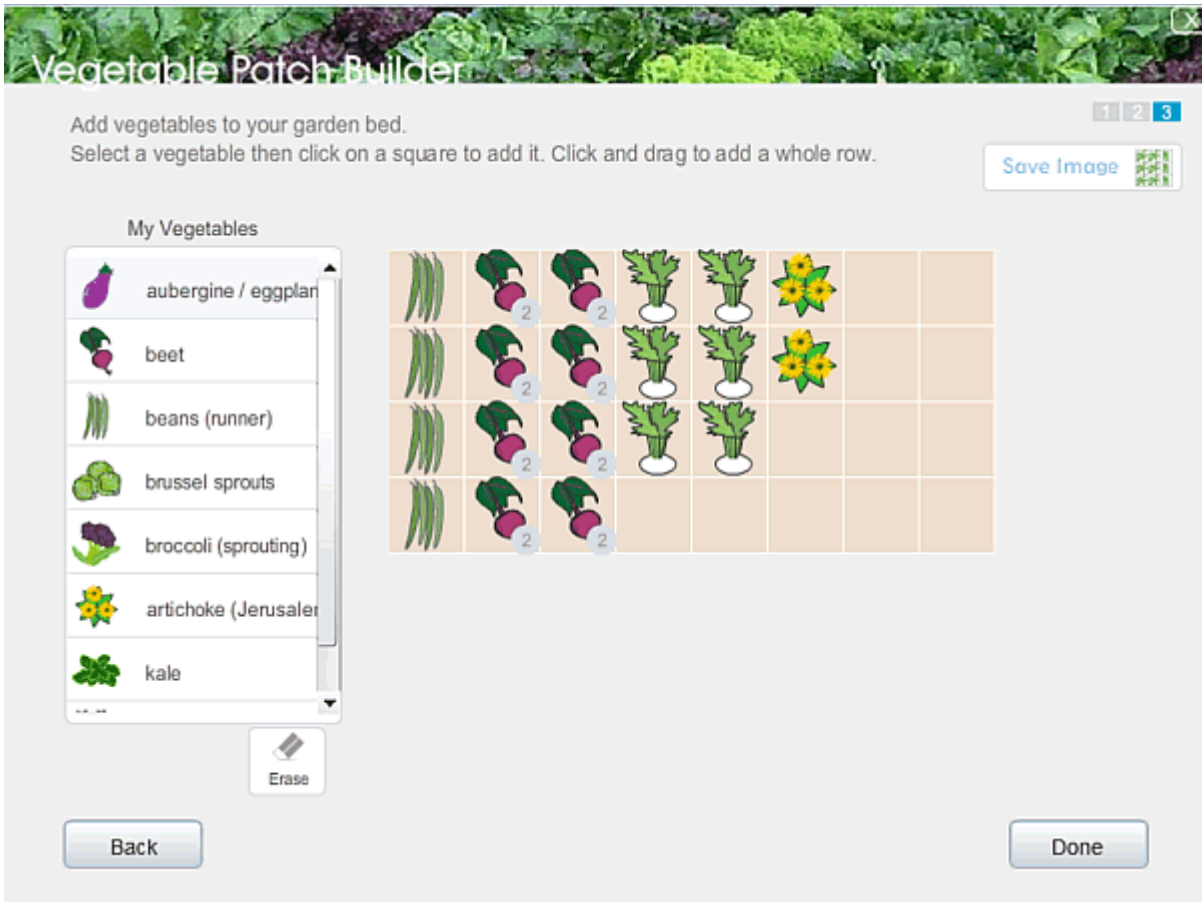 X
Vegetable Patch Builder
1 2 3
Add vegetables to your garden bed.
Select a vegetable then click on a square to add it. Click and drag to add a whole row.
Save Image
My Vegetables
aubergine / eggplan
beet
beans (runner)
brussel sprouts
broccoli (sprouting)
artichoke (Jerusaler
kale
2 2
2 2
2 2
2 2
Erase
Back
Done